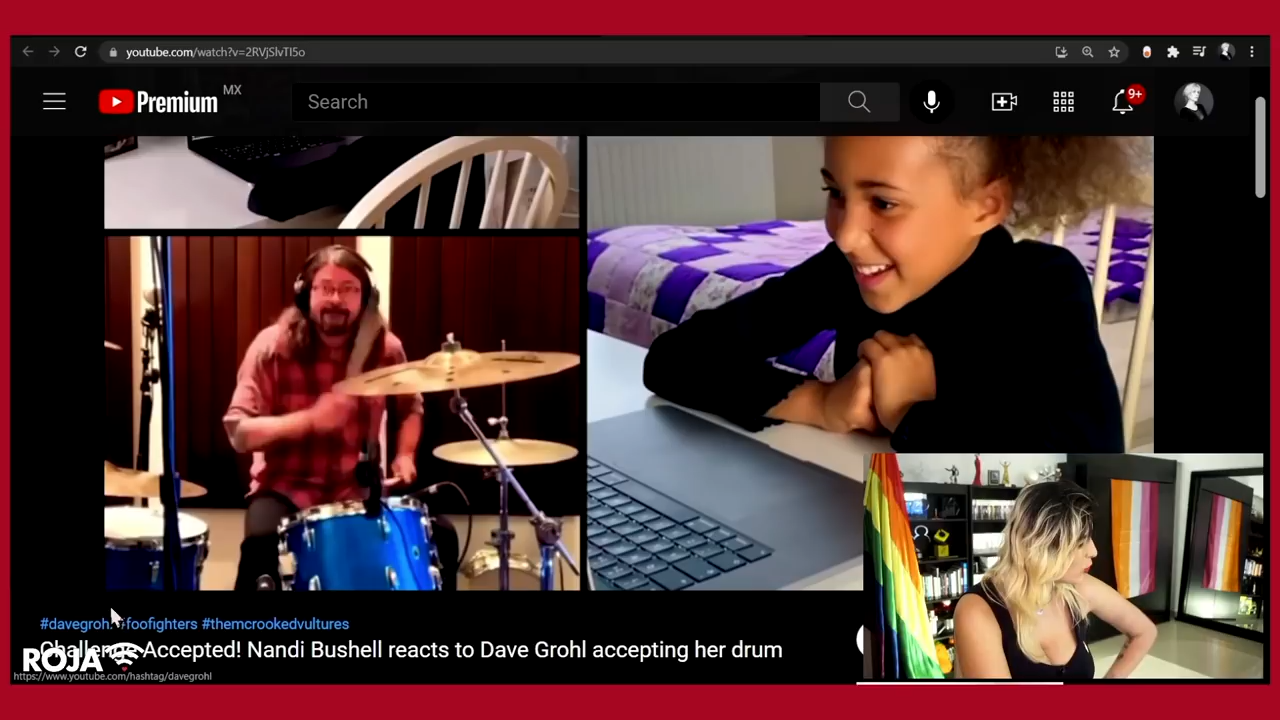 youtube.com/watch?v=2RVjSlvTI5o
Premium MX
Search
9+
#davegrohl #foofighters #themcrookedvultures
Challenge Accepted! Nandi Bushell reacts to Dave Grohl accepting her drum
ROJA
https://www.youtube.com/hashtag/davegrohl